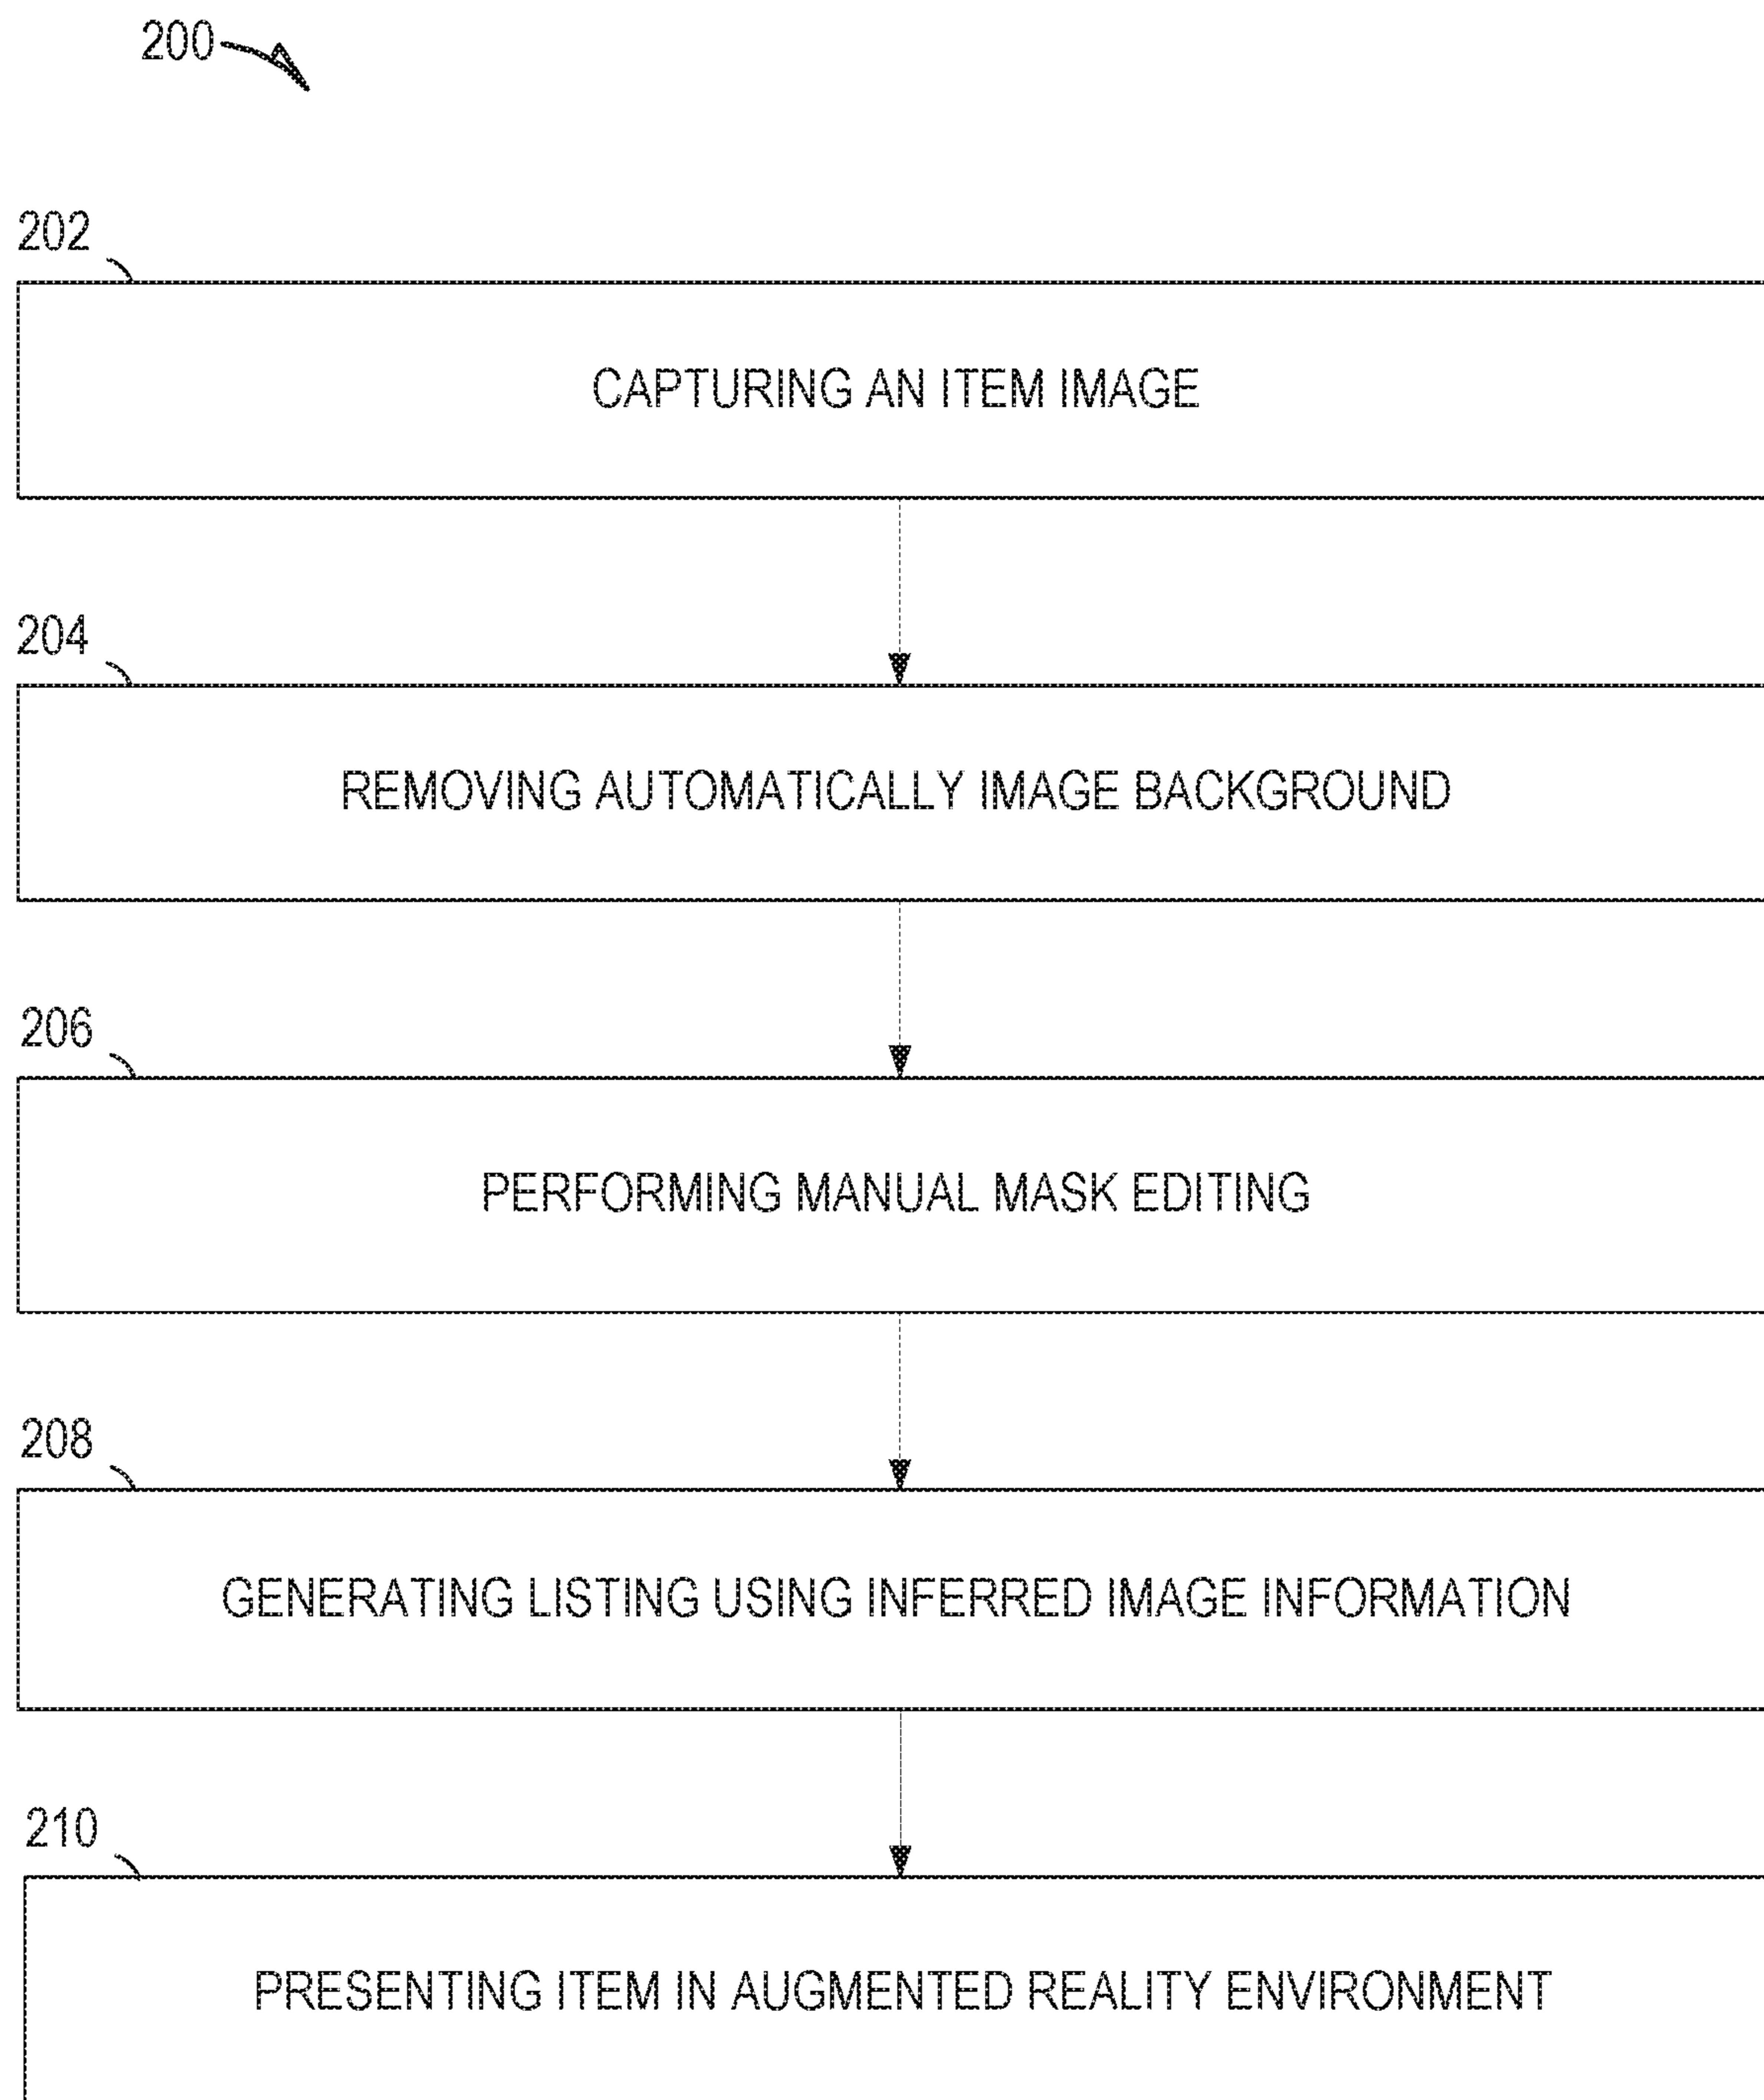 200
202
CAPTURING AN ITEM IMAGE
204
REMOVING AUTOMATICALLY IMAGE BACKGROUND
206
PERFORMING MANUAL MASK EDITING
208
GENERATING LISTING USING INFERRED IMAGE INFORMATION
210
PRESENTING ITEM IN AUGMENTED REALITY ENVIRONMENT